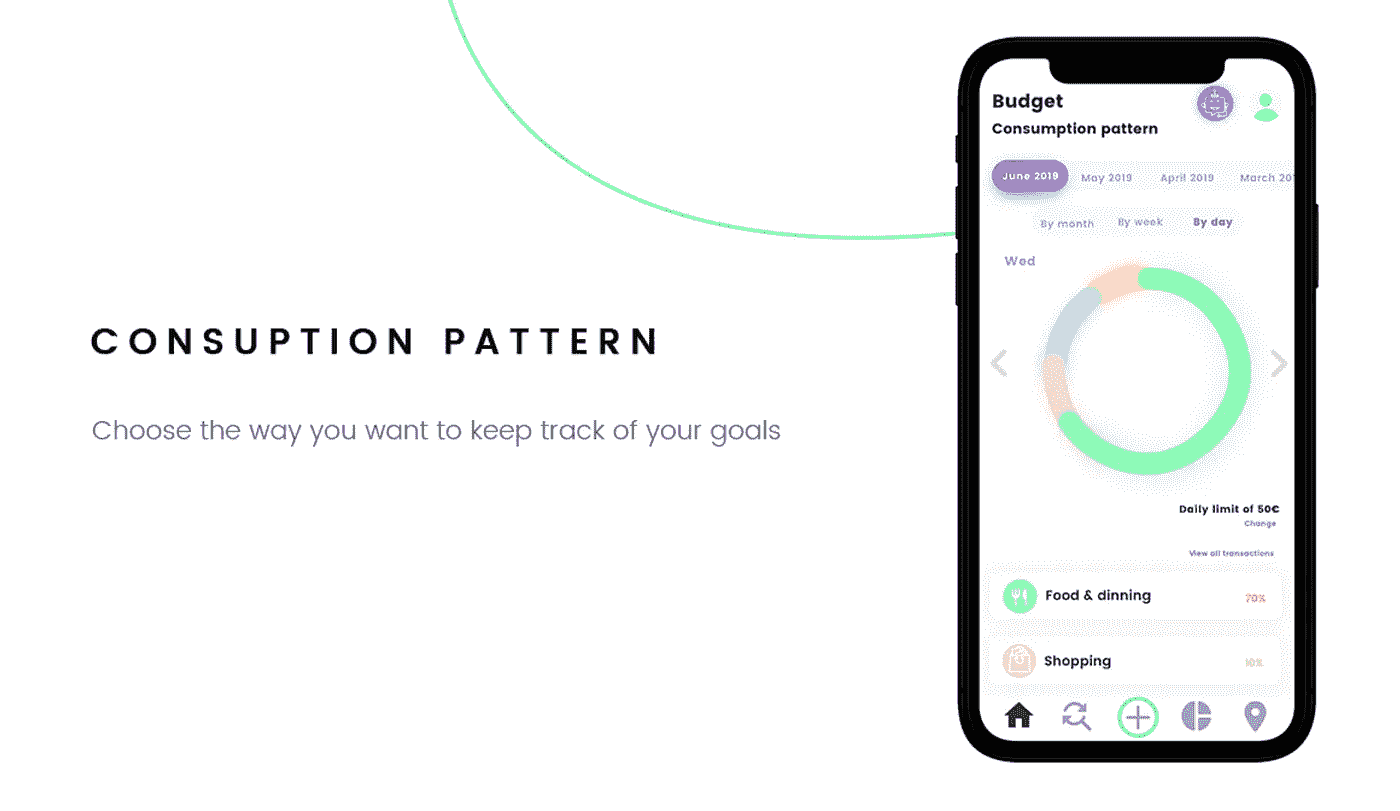 CONSUPTION PATTERN
Choose the way you want to keep track of your goals
Budget
Consumption pattern
June 2019 May 2019 April 2019 March 20
By month By week By day
Wed
Daily limit of 50€
Change
View all transactions
Food & dinning 70%
Shopping 10%